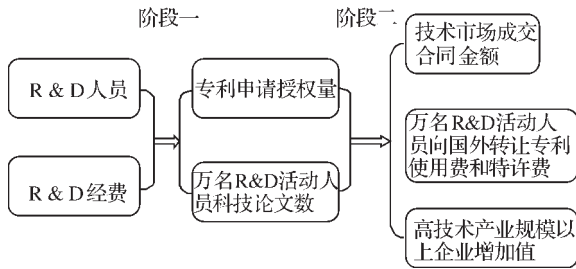 阶段一
阶段二
R & D人员
R & D经费
专利申请授权量
万名R&D活动人
员科技论文数
技术市场成交
合同金额
万名R&D活动人
员向国外转让专利
使用费和特许费
高技术产业规模以
上企业增加值